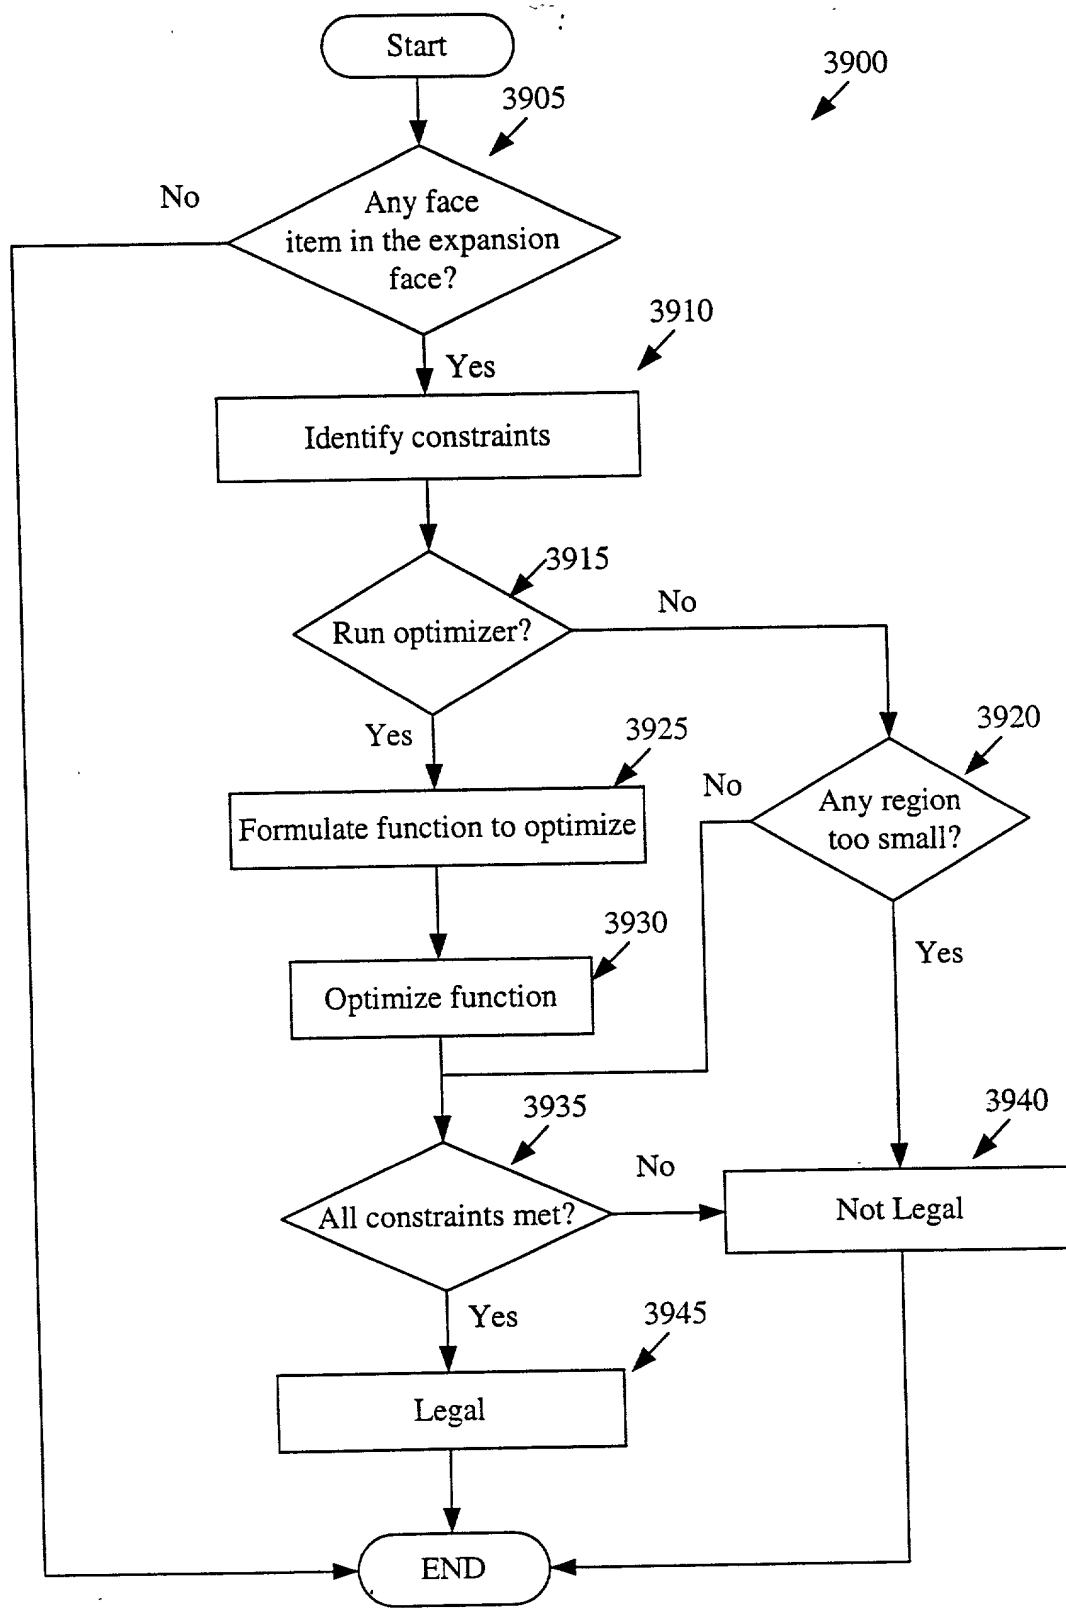 Start
3900
3905
No
Any face
item in the expansion
face?
3910
Yes
Identify constraints
3915
No
Run optimizer?
Yes
3925
3920
No
Any region
too small?
Formulate function to optimize
3930
Yes
Optimize function
3935
3940
No
All constraints met?
Not Legal
Yes
3945
Legal
END